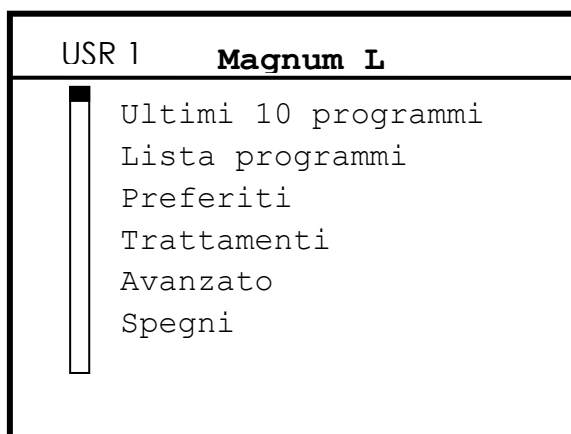 USR 1 Magnum L
Ultimi 10 programmi
Lista programmi
Preferiti
Trattamenti
Avanzato
Spegni